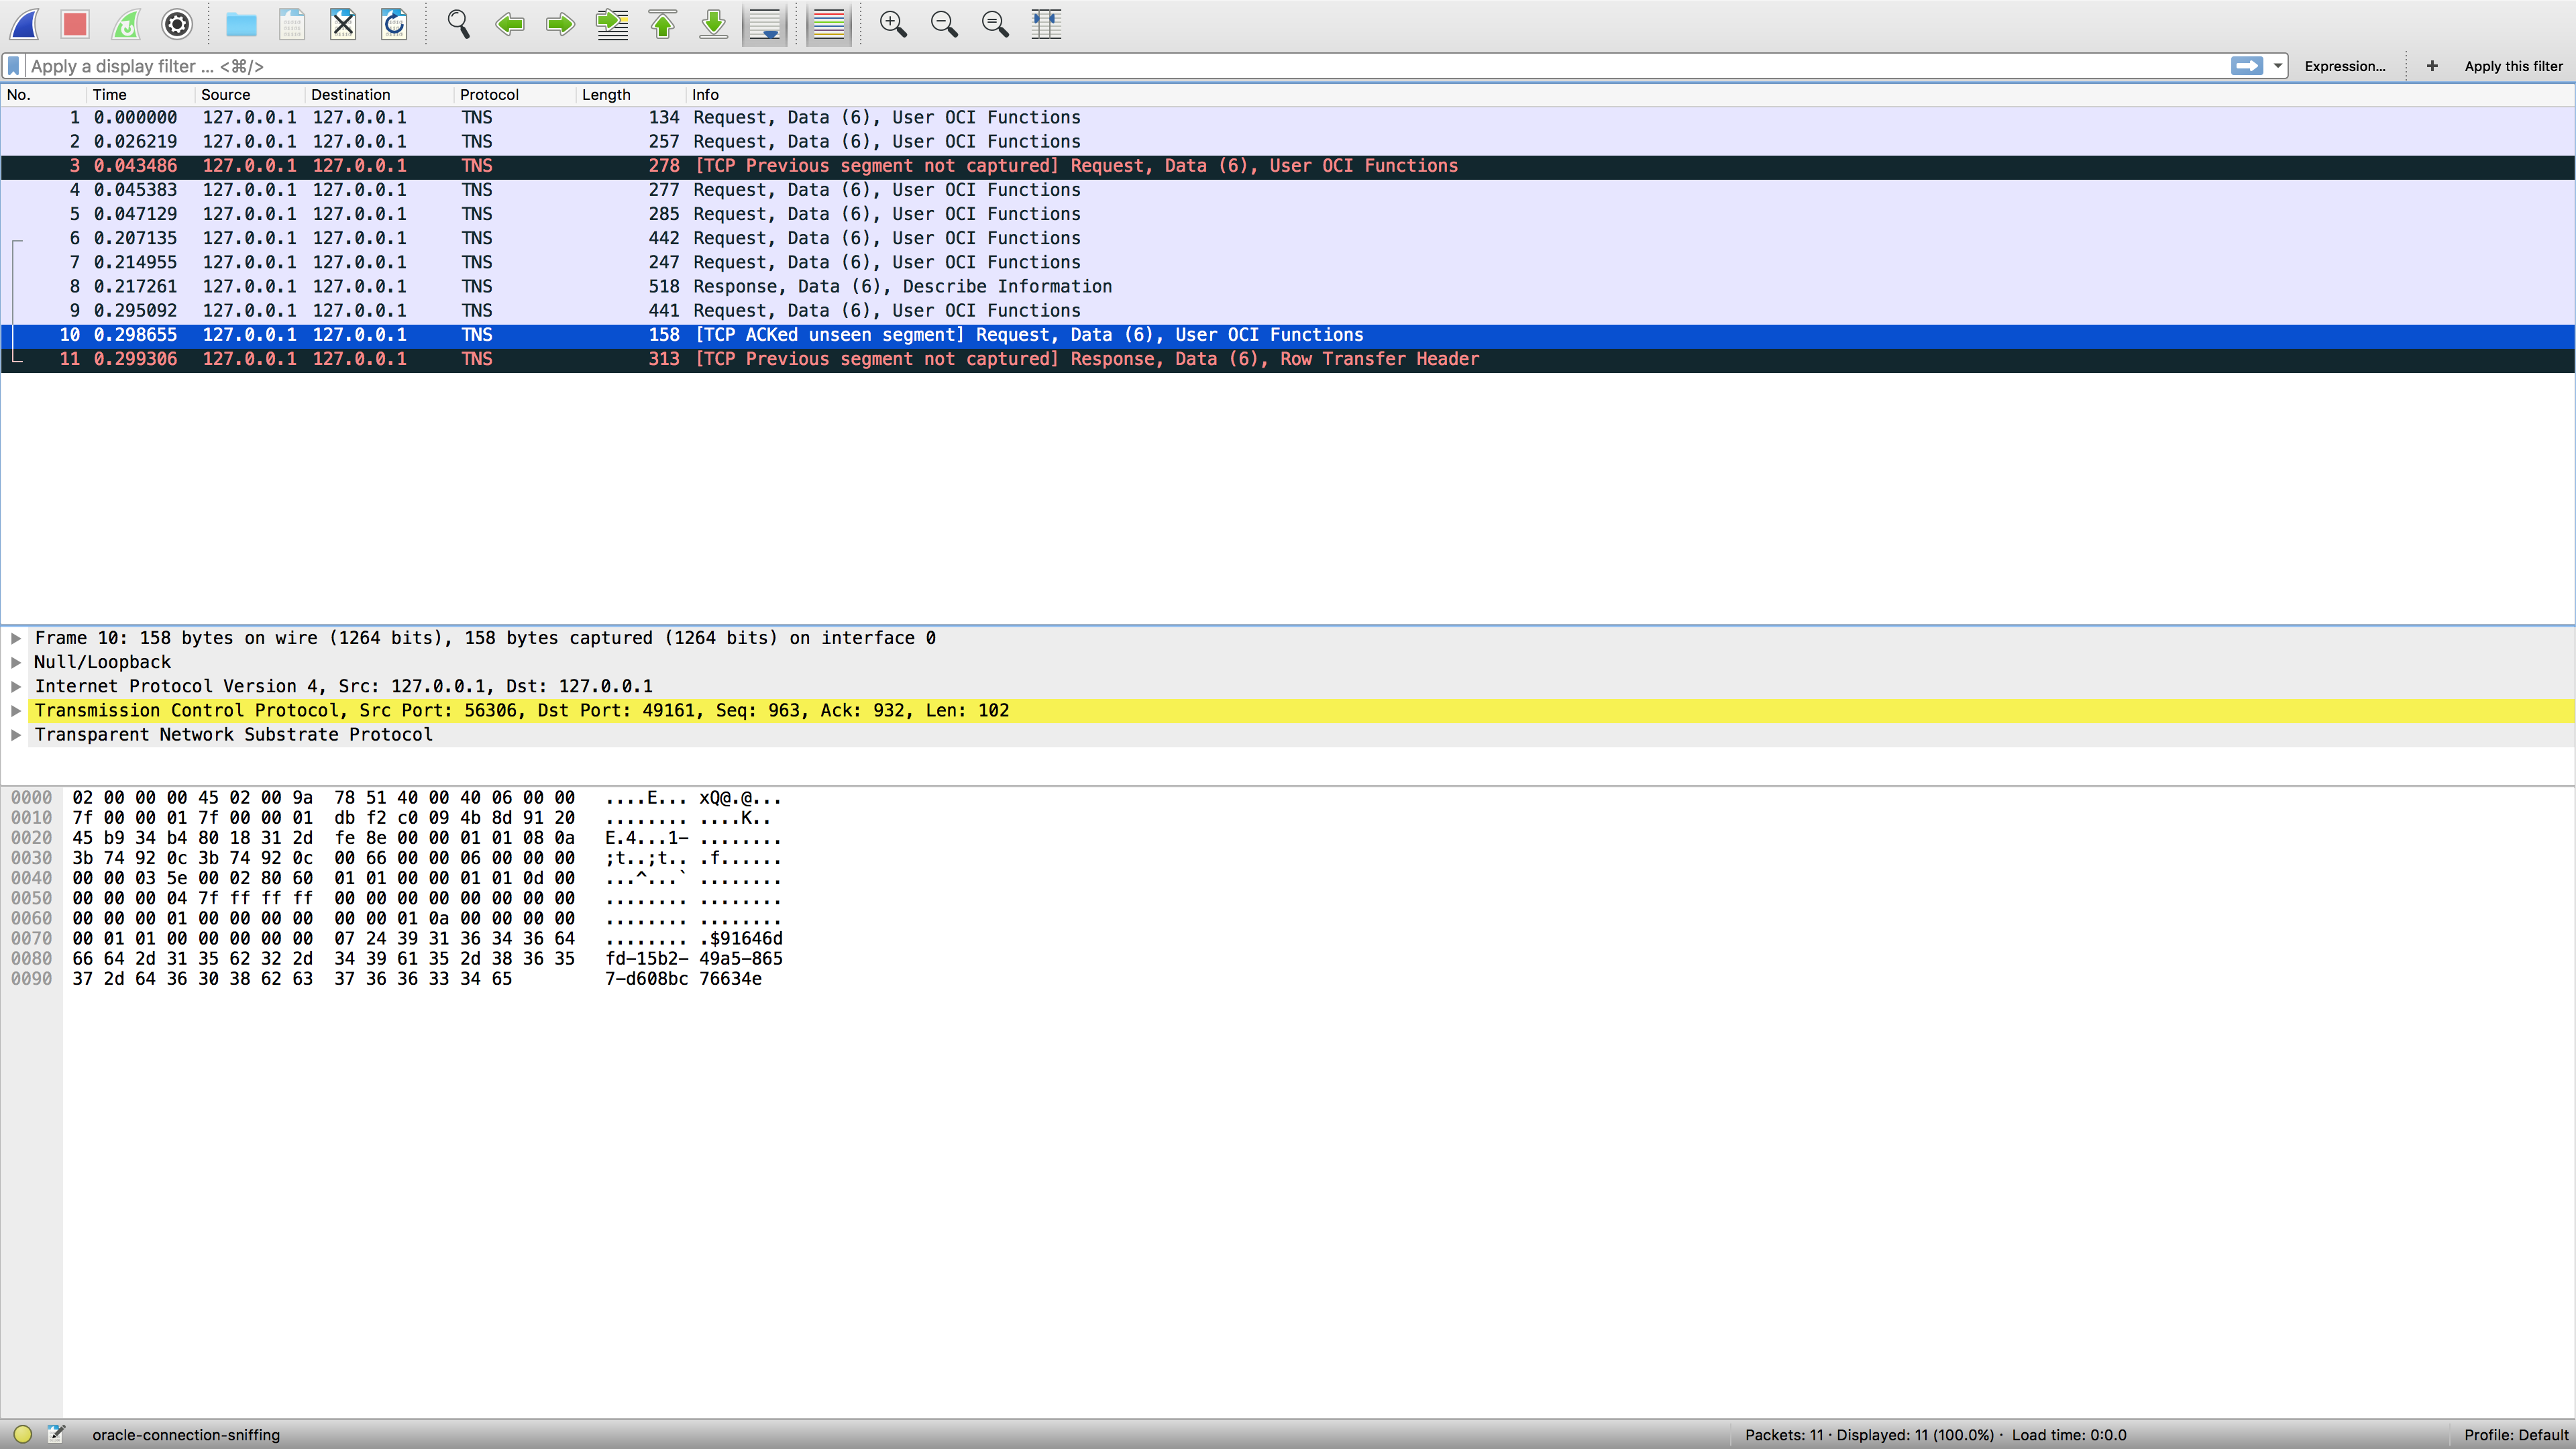 Apply a display filter ... <⌘/>
Expression...
+
Apply this filter
No. Time Source Destination Protocol Length Info
1 0.000000 127.0.0.1 127.0.0.1 TNS 134 Request, Data (6), User OCI Functions
2 0.026219 127.0.0.1 127.0.0.1 TNS 257 Request, Data (6), User OCI Functions
3 0.043486 127.0.0.1 127.0.0.1 TNS 278 [TCP Previous segment not captured] Request, Data (6), User OCI Functions
4 0.045383 127.0.0.1 127.0.0.1 TNS 277 Request, Data (6), User OCI Functions
5 0.047129 127.0.0.1 127.0.0.1 TNS 285 Request, Data (6), User OCI Functions
6 0.207135 127.0.0.1 127.0.0.1 TNS 442 Request, Data (6), User OCI Functions
7 0.214955 127.0.0.1 127.0.0.1 TNS 247 Request, Data (6), User OCI Functions
8 0.217261 127.0.0.1 127.0.0.1 TNS 518 Response, Data (6), Describe Information
9 0.295092 127.0.0.1 127.0.0.1 TNS 441 Request, Data (6), User OCI Functions
10 0.298655 127.0.0.1 127.0.0.1 TNS 158 [TCP ACKed unseen segment] Request, Data (6), User OCI Functions
11 0.299306 127.0.0.1 127.0.0.1 TNS 313 [TCP Previous segment not captured] Response, Data (6), Row Transfer Header
Frame 10: 158 bytes on wire (1264 bits), 158 bytes captured (1264 bits) on interface 0
Null/Loopback
Internet Protocol Version 4, Src: 127.0.0.1, Dst: 127.0.0.1
Transmission Control Protocol, Src Port: 56306, Dst Port: 49161, Seq: 963, Ack: 932, Len: 102
Transparent Network Substrate Protocol
0000 02 00 00 00 45 02 00 9a 78 51 40 00 40 06 00 00 ....E... xQ@.@...
0010 7f 00 00 01 7f 00 00 01 db f2 c0 09 4b 8d 91 20 ........ ....K..
0020 45 b9 34 b4 80 18 31 2d fe 8e 00 00 01 01 08 0a E.4...1- ........
0030 3b 74 92 0c 3b 74 92 0c 00 66 00 00 06 00 00 00 ;t..;t.. .f......
0040 00 00 03 5e 00 02 80 60 01 01 00 00 01 01 0d 00 ...^...` ........
0050 00 00 00 04 7f ff ff ff 00 00 00 00 00 00 00 00 ........ ........
0060 00 00 00 01 00 00 00 00 00 00 01 0a 00 00 00 00 ........ ........
0070 00 01 01 00 00 00 00 00 07 24 39 31 36 34 36 64 ........ .$91646d
0080 66 64 2d 31 35 62 32 2d 34 39 61 35 2d 38 36 35 fd-15b2- 49a5-865
0090 37 2d 64 36 30 38 62 63 37 36 36 33 34 65 7-d608bc 76634e
oracle-connection-sniffing
Packets: 11 · Displayed: 11 (100.0%) · Load time: 0:0.0
Profile: Default